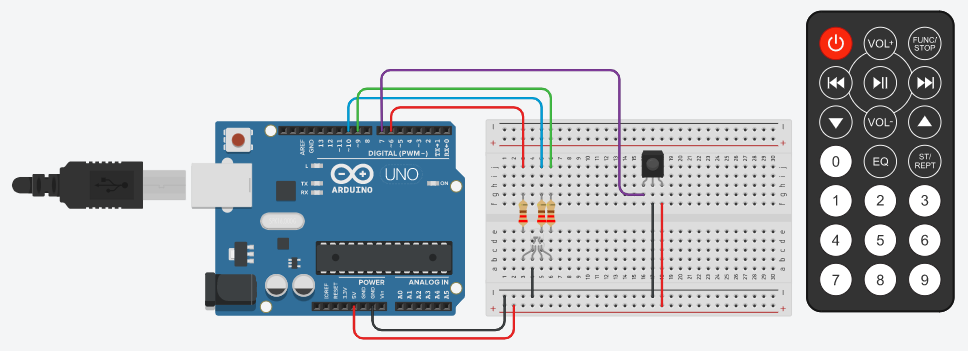 AREF
GND
13
12
~11
~10
~9
8
7
~6
~5
4
~3
2
TX→1
RX←0
DIGITAL (PWM~)
L
TX
RX
ARDUINO
UNO
ON
IOREF
RESET
3.3V
5V
GND
GND
Vin
POWER
A0
A1
A2
A3
A4
A5
ANALOG IN
VOL+
FUNC/
STOP
VOL-
0
EQ
ST/
REPT
1
2
3
4
5
6
7
8
9